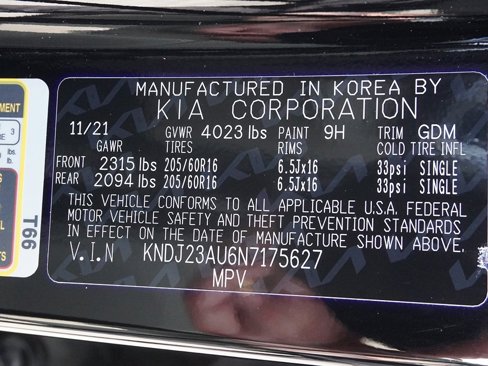 MANUFACTURED IN KOREA BY
KIA CORPORATION
11/21 GVWR 4023 lbs PAINT 9H TRIM GDM
GAWR TIRES RIMS COLD TIRE INFL
FRONT 2315 lbs 205/60R16 6.5Jx16 33psi SINGLE
REAR 2094 lbs 205/60R16 6.5Jx16 33psi SINGLE
THIS VEHICLE CONFORMS TO ALL APPLICABLE U.S.A. FEDERAL
MOTOR VEHICLE SAFETY AND THEFT PREVENTION STANDARDS
IN EFFECT ON THE DATE OF MANUFACTURE SHOWN ABOVE.
V.I.N KNDJ23AU6N7175627
MPV
3
lbs.
T66